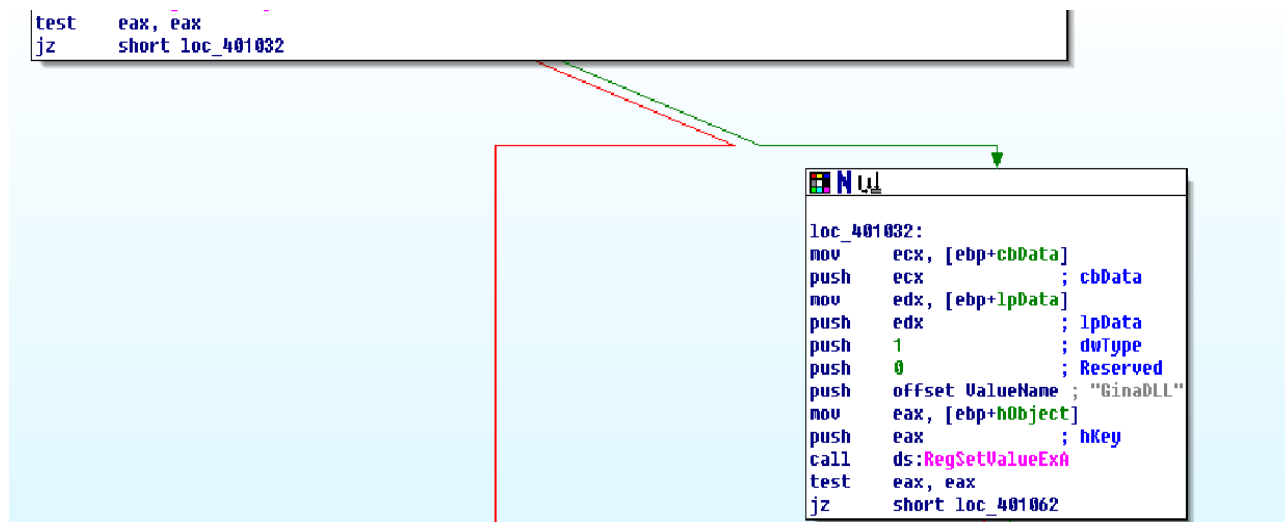 test eax, eax
jz short loc_401032
loc_401032:
mov ecx, [ebp+cbData]
push ecx ; cbData
mov edx, [ebp+lpData]
push edx ; lpData
push 1 ; dwType
push 0 ; Reserved
push offset ValueName ; "GinaDLL"
mov eax, [ebp+hObject]
push eax ; hKey
call ds:RegSetValueExA
test eax, eax
jz short loc_401062